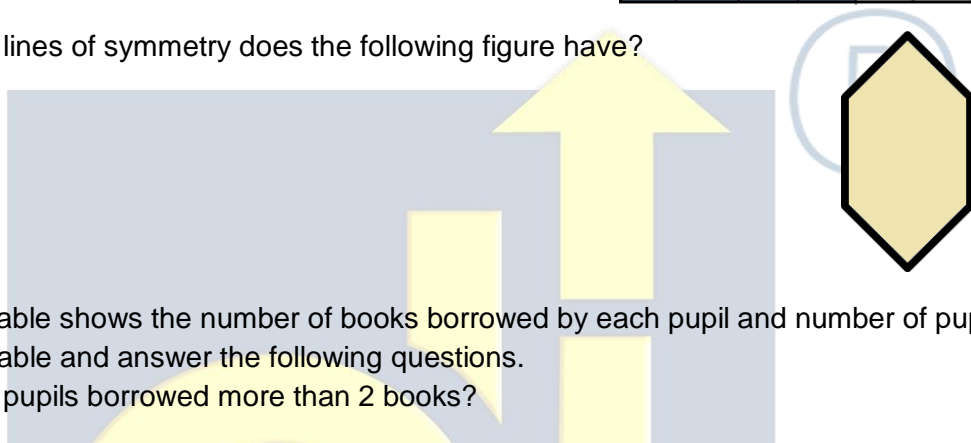 lines of symmetry does the following figure have?
able shows the number of books borrowed by each pupil and number of pu
able and answer the following questions.
pupils borrowed more than 2 books?